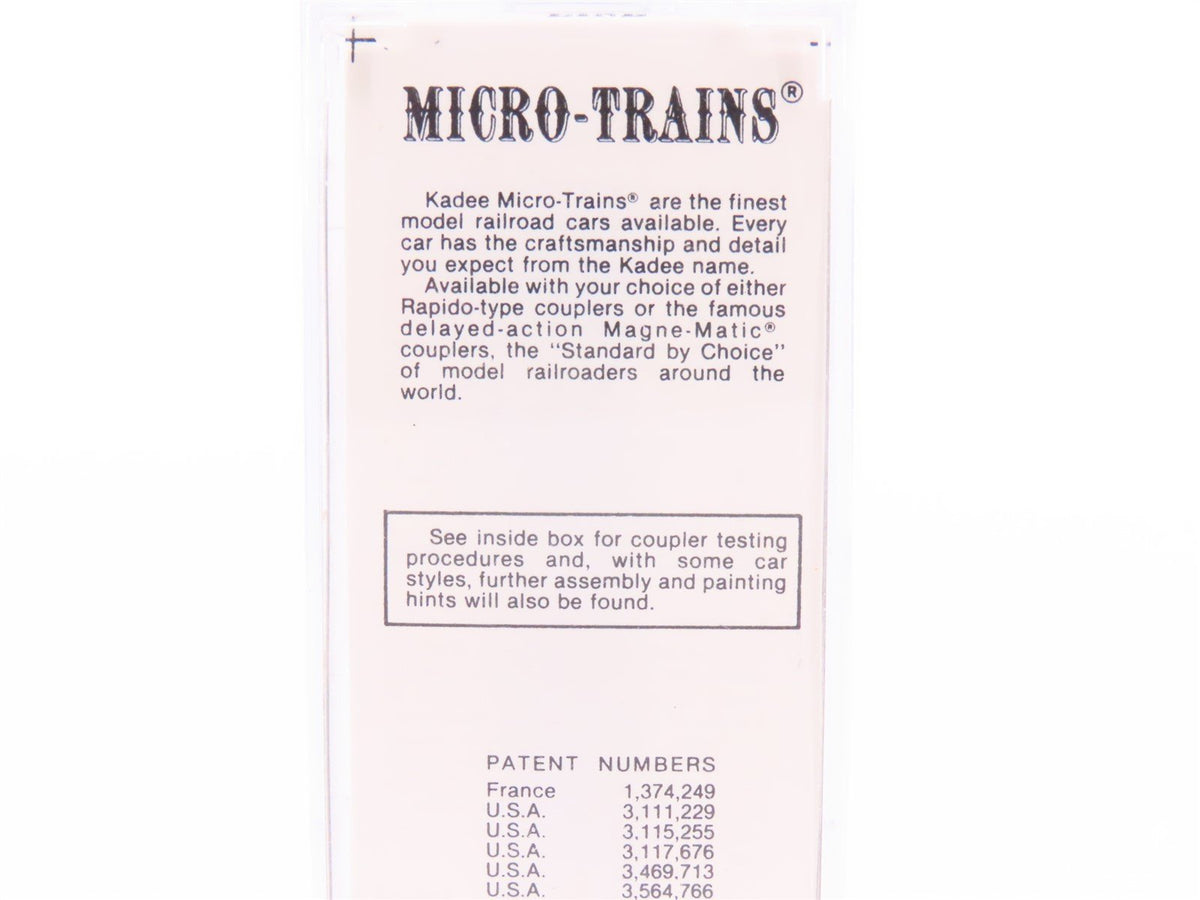 MICRO-TRAINS®
Kadee Micro-Trains® are the finest
model railroad cars available. Every
car has the craftsmanship and detail
you expect from the Kadee name.
Available with your choice of either
Rapido-type couplers or the famous
delayed-action Magne-Matic®
couplers, the "Standard by Choice"
of model railroaders around the
world.
See inside box for coupler testing
procedures and, with some car
styles, further assembly and painting
hints will also be found.
PATENT NUMBERS
France 1,374,249
U.S.A. 3,111,229
U.S.A. 3,115,255
U.S.A. 3,117,676
U.S.A. 3,469.713
U.S.A. 3,564,766